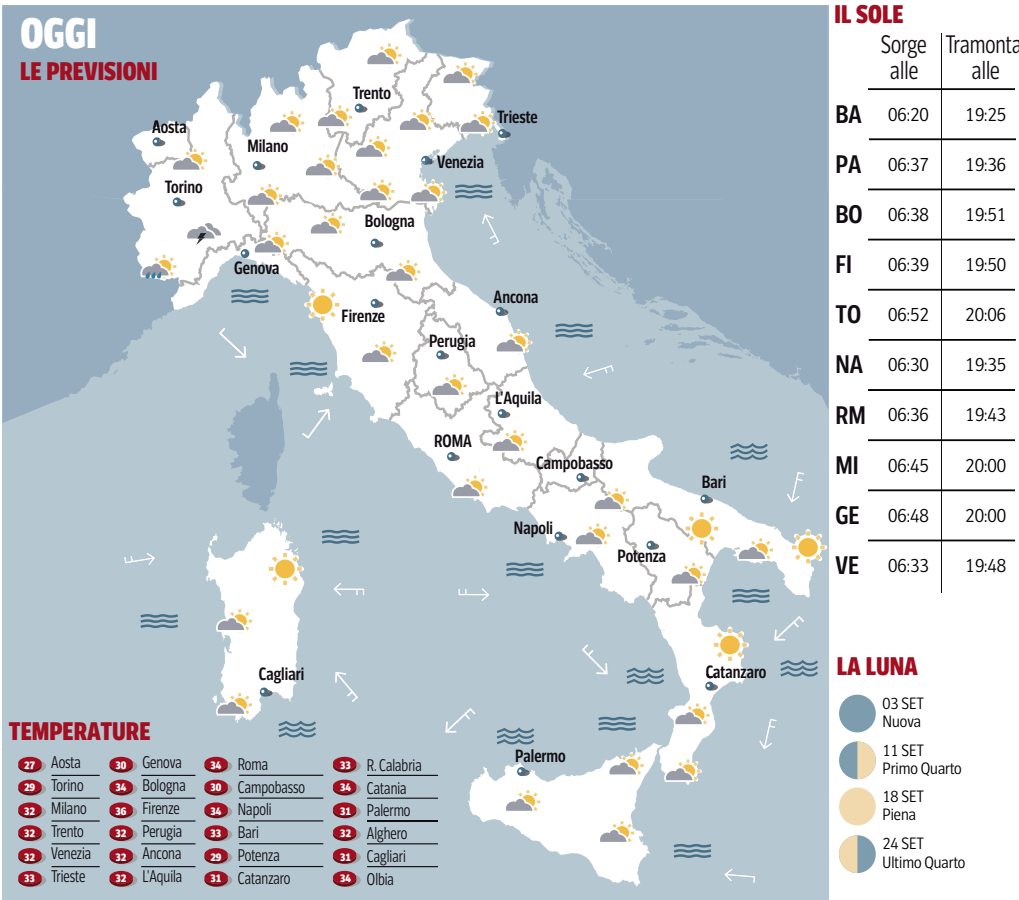 OGGI
LE PREVISIONI
Trento
Aosta
Milano
Trieste
Venezia
Torino
Bologna
Genova
Firenze
Ancona
Perugia
L'Aquila
ROMA
Campobasso
Bari
Napoli
Potenza
Cagliari
Catanzaro
Palermo
TEMPERATURE
27 Aosta
29 Torino
32 Milano
32 Trento
32 Venezia
33 Trieste
30 Genova
34 Bologna
36 Firenze
32 Perugia
32 Ancona
32 L'Aquila
34 Roma
30 Campobasso
34 Napoli
33 Bari
29 Potenza
31 Catanzaro
33 R. Calabria
34 Catania
31 Palermo
32 Alghero
31 Cagliari
34 Olbia
IL SOLE
Sorge alle Tramonta alle
BA 06:20 19:25
PA 06:37 19:36
BO 06:38 19:51
FI 06:39 19:50
TO 06:52 20:06
NA 06:30 19:35
RM 06:36 19:43
MI 06:45 20:00
GE 06:48 20:00
VE 06:33 19:48
LA LUNA
03 SET
Nuova
11 SET
Primo Quarto
18 SET
Piena
24 SET
Ultimo Quarto